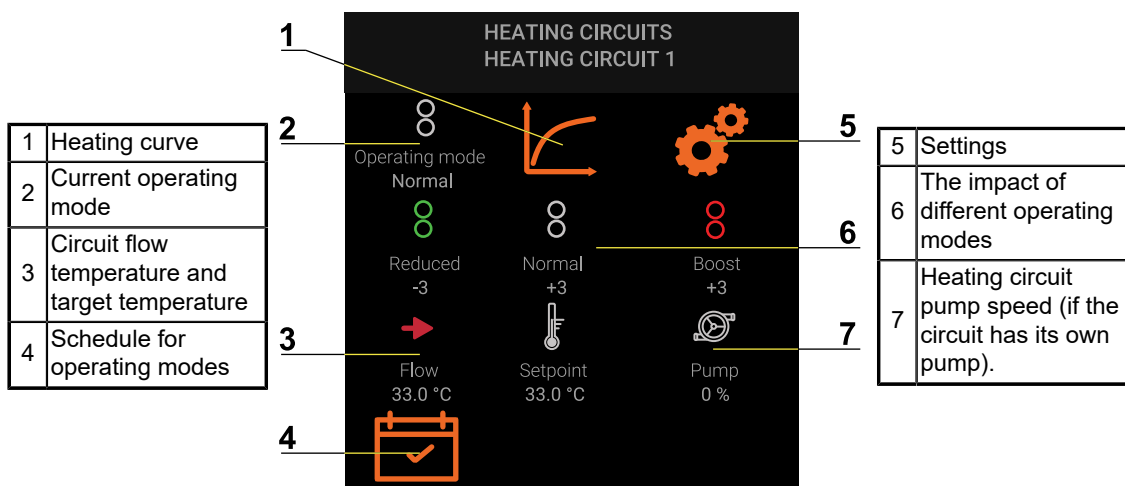 HEATING CIRCUITS
HEATING CIRCUIT 1
1
2
3
4
5
6
7
1 Heating curve
2 Current operating
mode
3 Circuit flow
temperature and
target temperature
4 Schedule for
operating modes
Operating mode
Normal
Reduced
-3
Normal
+3
Boost
+3
Flow
33.0 °C
Setpoint
33.0 °C
Pump
0 %
5 Settings
6 The impact of
different operating
modes
7 Heating circuit
pump speed (if the
circuit has its own
pump).